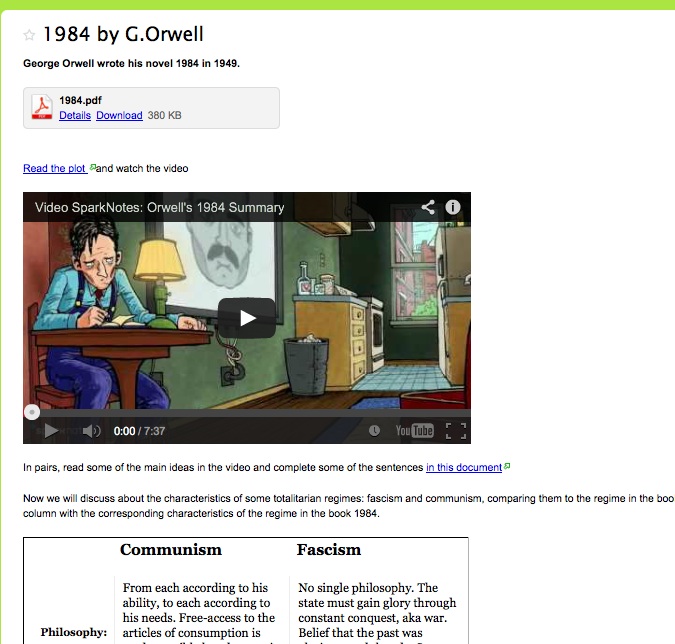 1984 by G.Orwell
George Orwell wrote his novel 1984 in 1949.
1984.pdf
Details Download 380 KB
Read the plot and watch the video
Video SparkNotes: Orwell's 1984 Summary
0:00 / 7:37
YouTube
In pairs, read some of the main ideas in the video and complete some of the sentences in this document
Now we will discuss about the characteristics of some totalitarian regimes: fascism and communism, comparing them to the regime in the boo
column with the corresponding characteristics of the regime in the book 1984.
Communism Fascism
From each according to his No single philosophy. The
ability, to each according to state must gain glory through
his needs. Free-access to the constant conquest, aka war.
Philosophy: articles of consumption is Belief that the past was